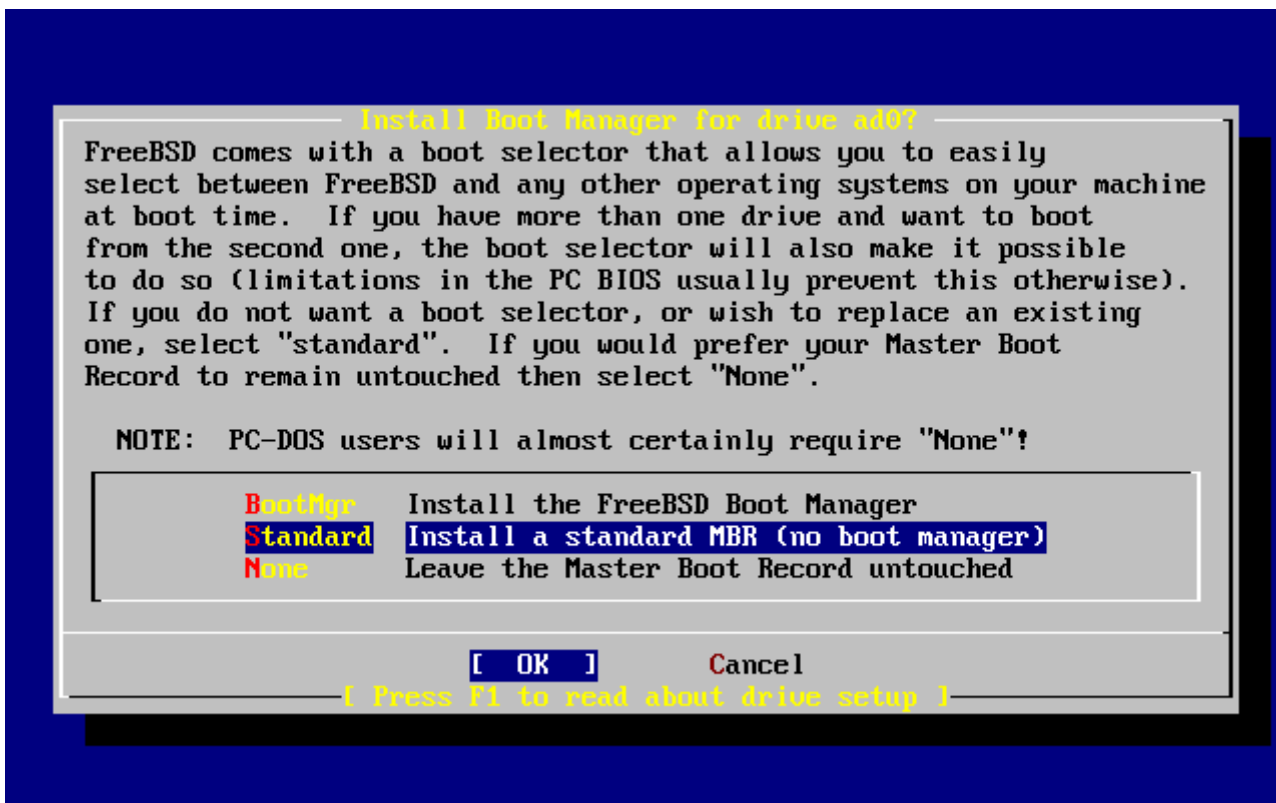 Install Boot Manager for drive ad0?
FreeBSD comes with a boot selector that allows you to easily
select between FreeBSD and any other operating systems on your machine
at boot time.  If you have more than one drive and want to boot
from the second one, the boot selector will also make it possible
to do so (limitations in the PC BIOS usually prevent this otherwise).
If you do not want a boot selector, or wish to replace an existing
one, select "standard".  If you would prefer your Master Boot
Record to remain untouched then select "None".
NOTE:  PC-DOS users will almost certainly require "None"!
BootMgr   Install the FreeBSD Boot Manager
Standard  Install a standard MBR (no boot manager)
None      Leave the Master Boot Record untouched
[  OK  ]       Cancel
[ Press F1 to read about drive setup ]